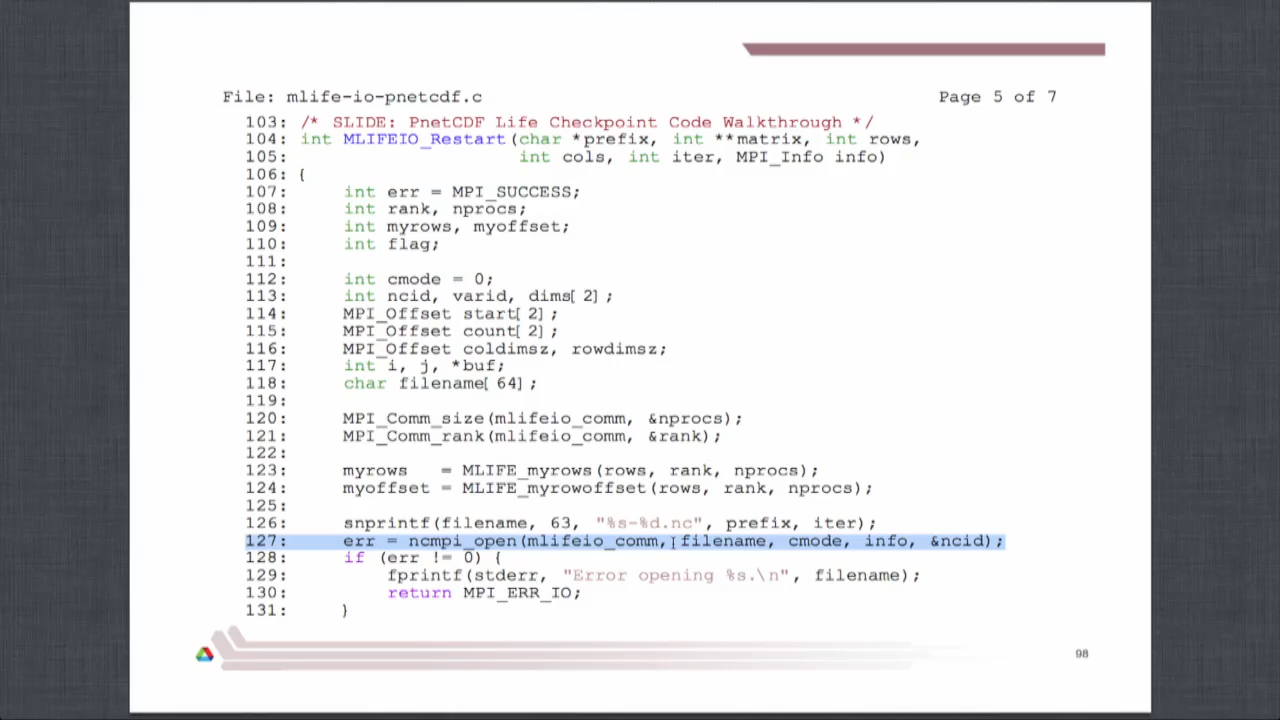 File: mlife-io-pnetcdf.c Page 5 of 7
103: /* SLIDE: PnetCDF Life Checkpoint Code Walkthrough */
104: int MLIFEIO_Restart(char *prefix, int **matrix, int rows,
105: int cols, int iter, MPI_Info info)
106: {
107: int err = MPI_SUCCESS;
108: int rank, nprocs;
109: int myrows, myoffset;
110: int flag;
111:
112: int cmode = 0;
113: int ncid, varid, dims[2];
114: MPI_Offset start[2];
115: MPI_Offset count[2];
116: MPI_Offset coldimsz, rowdimsz;
117: int i, j, *buf;
118: char filename[64];
119:
120: MPI_Comm_size(mlifeio_comm, &nprocs);
121: MPI_Comm_rank(mlifeio_comm, &rank);
122:
123: myrows = MLIFE_myrows(rows, rank, nprocs);
124: myoffset = MLIFE_myrowoffset(rows, rank, nprocs);
125:
126: snprintf(filename, 63, "%s-%d.nc", prefix, iter);
127: err = ncmpi_open(mlifeio_comm, filename, cmode, info, &ncid);
128: if (err != 0) {
129: fprintf(stderr, "Error opening %s.\n", filename);
130: return MPI_ERR_IO;
131: }
98